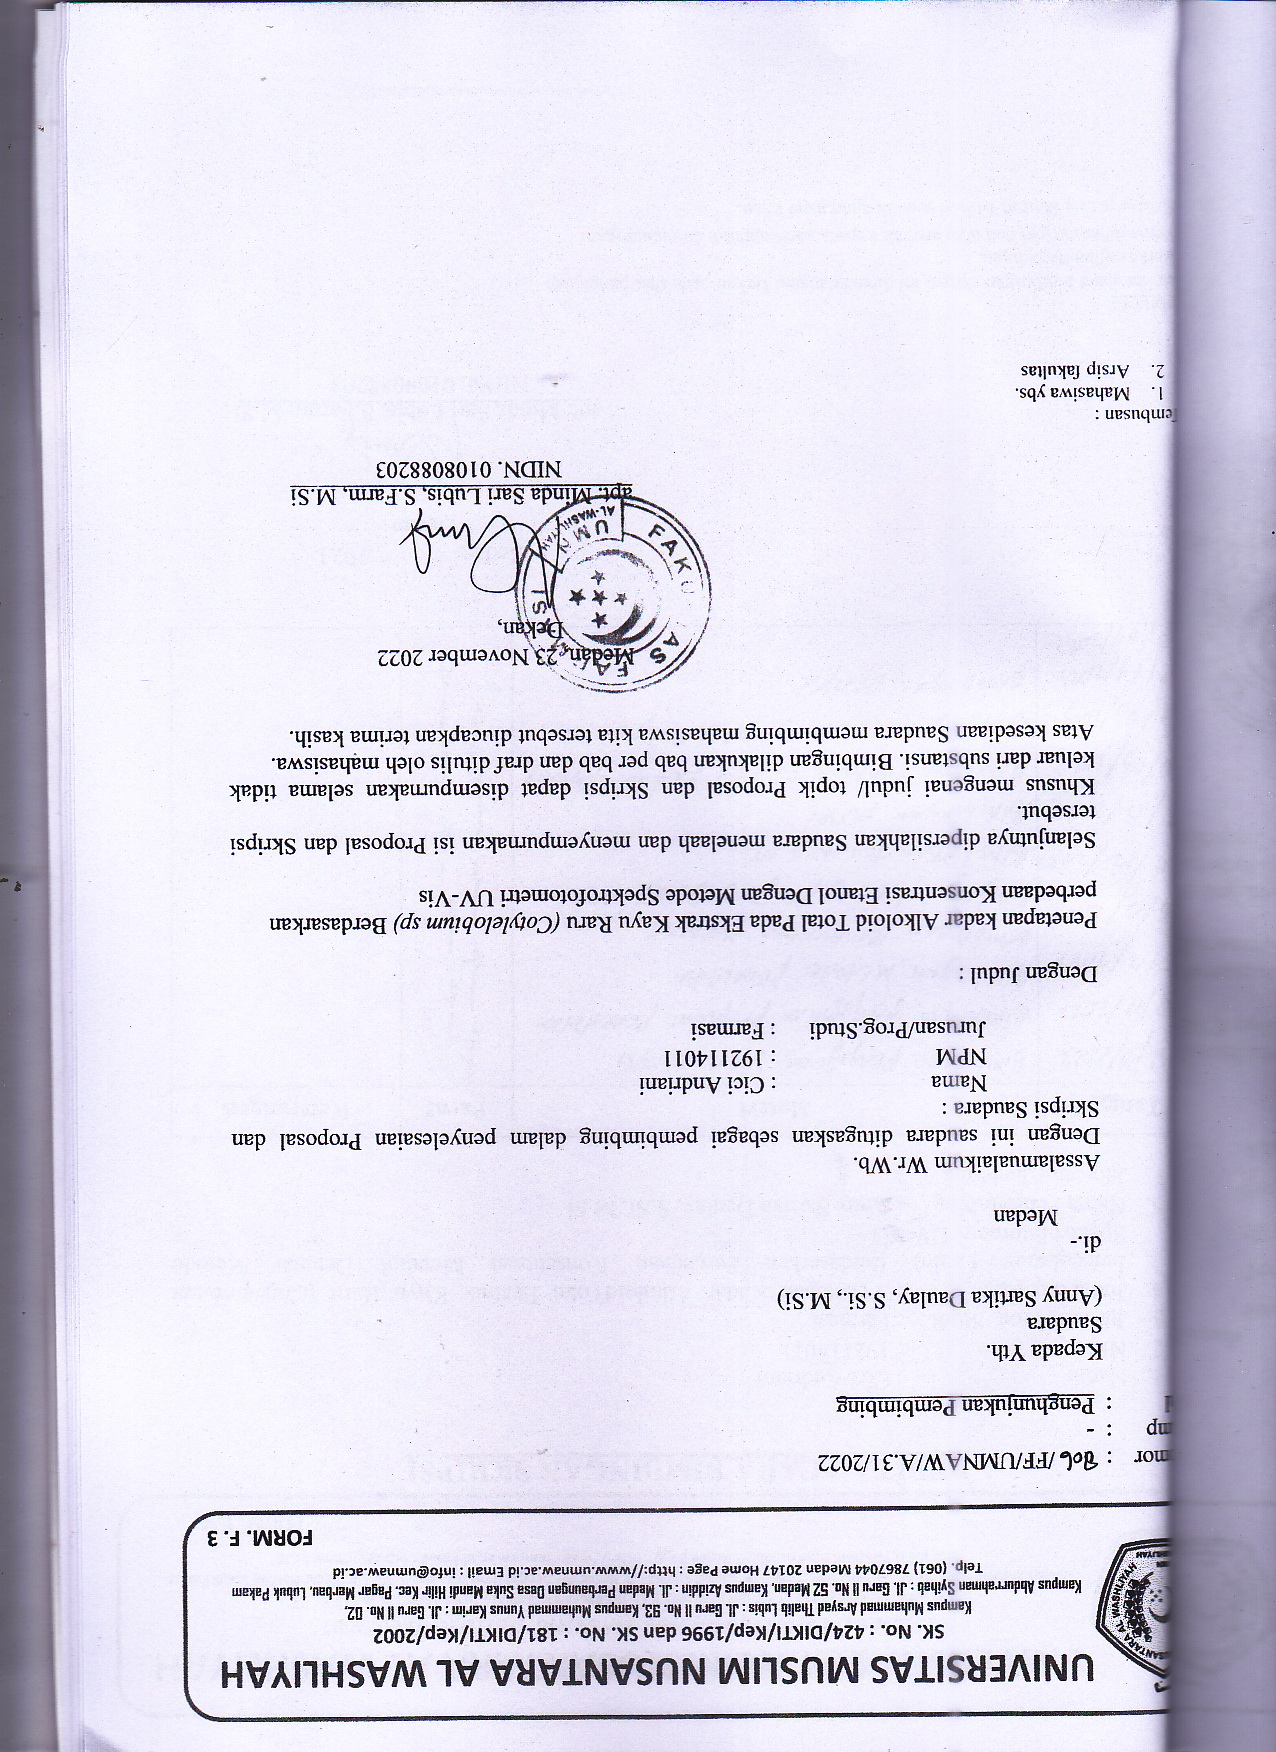 UNIVERSITAS MUSLIM NUSANTARA AL WASHLIYAH
SK. No. : 424/DIKTI/Kep/1996 dan SK. No. : 181/DIKTI/Kep/2002
Kampus Muhammad Arsyad Thalib Lubis : Jl. Garu II No. 93, Kampus Muhammad Yunus Karim : Jl. Garu II No. 02,
Kampus Abdurrahman Syihab : Jl. Garu II No. 52 Medan, Kampus Aziddin : Jl. Medan Perbaungan Desa Suka Mandi Hilir Kec. Pagar Merbau, Lubuk Pakam
Telp. (061) 7867044 Medan 20147 Home Page : http://www.umnaw.ac.id Email : info@umnaw.ac.id
FORM. F. 3
mor : /FF/UMNAW/A.31/2022
mp : -
l : Penghunjukan Pembimbing
Kepada Yth.
Saudara
(Anny Sartika Daulay, S.Si., M.Si)
di.-
Medan
Assalamualaikum Wr.Wb.
Dengan ini saudara ditugaskan sebagai pembimbing dalam penyelesaian Proposal dan
Skripsi Saudara :
Nama : Cici Andriani
NPM : 192114011
Jurusan/Prog.Studi : Farmasi
Dengan Judul :
Penetapan kadar Alkoloid Total Pada Ekstrak Kayu Raru (Cotylelobium sp) Berdasarkan
perbedaan Konsentrasi Etanol Dengan Metode Spektrofotometri UV-Vis
Selanjutnya dipersilahkan Saudara menelaah dan menyempurnakan isi Proposal dan Skripsi
tersebut.
Khusus mengenai judul/ topik Proposal dan Skripsi dapat disempurnakan selama tidak
keluar dari substansi. Bimbingan dilakukan bab per bab dan draf ditulis oleh mahasiswa.
Atas kesediaan Saudara membimbing mahasiswa kita tersebut diucapkan terima kasih.
Medan, 23 November 2022
Dekan,
apt. Minda Sari Lubis, S.Farm, M.Si
NIDN. 0108088203
embusan :
1. Mahasiwa ybs.
2. Arsip fakultas